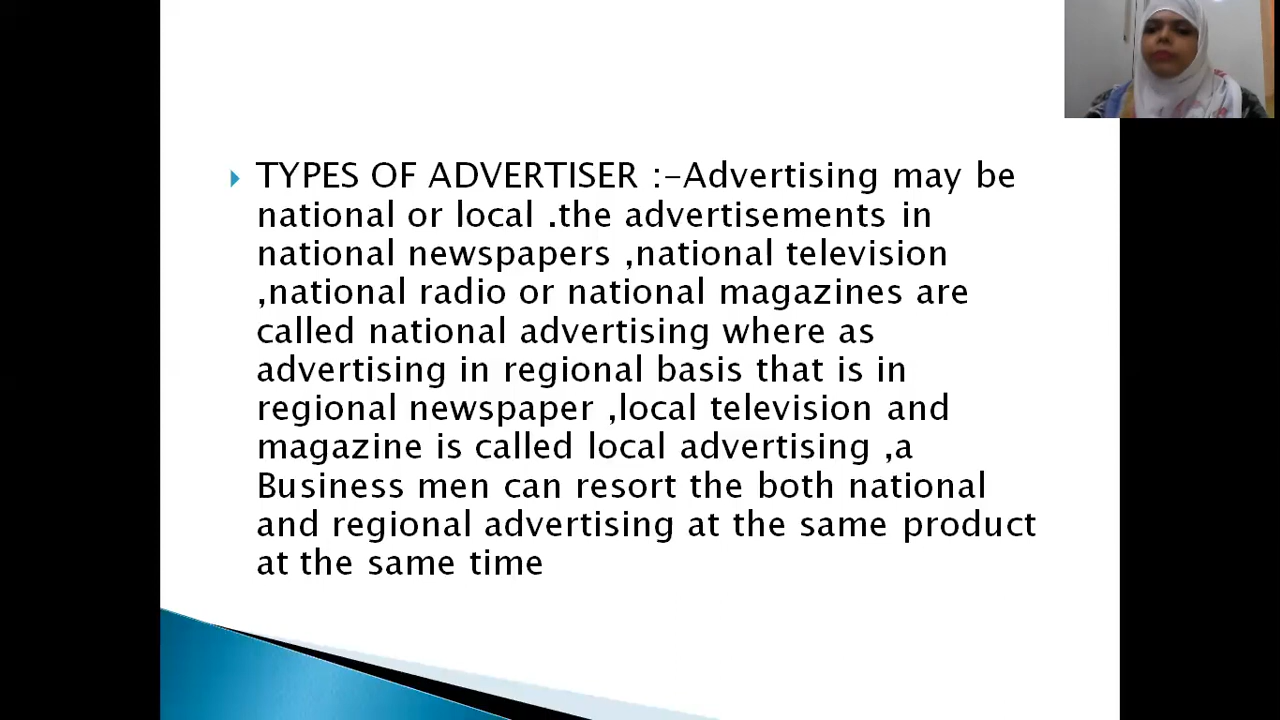 TYPES OF ADVERTISER :-Advertising may be
national or local .the advertisements in
national newspapers ,national television
,national radio or national magazines are
called national advertising where as
advertising in regional basis that is in
regional newspaper ,local television and
magazine is called local advertising ,a
Business men can resort the both national
and regional advertising at the same product
at the same time